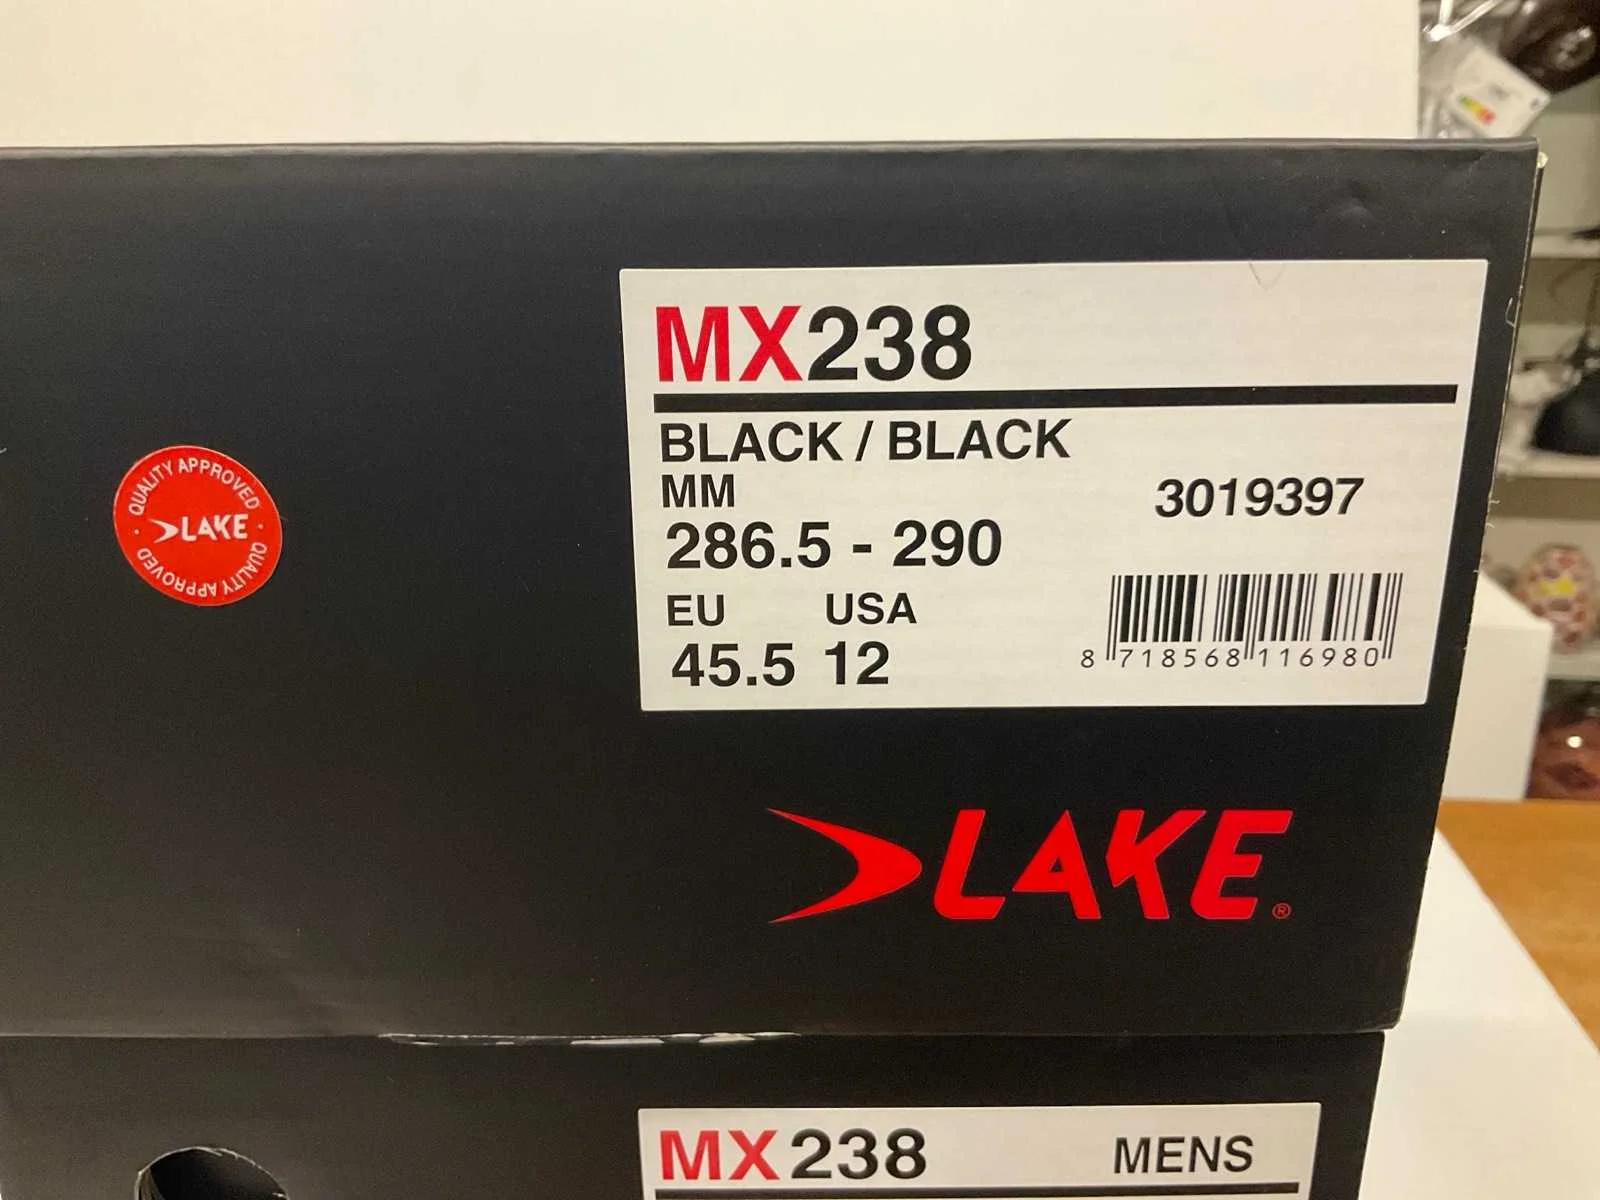 MX238
BLACK / BLACK
MM
3019397
286.5 - 290
EU USA
45.5 12
8 718568 116980
QUALITY APPROVED
LAKE
QUALITY APPROVED
LAKE®
MX238 MENS